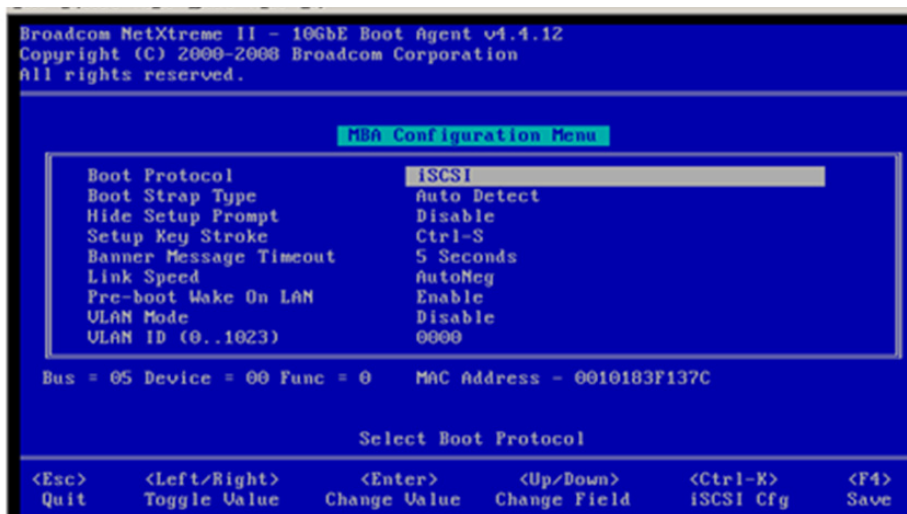 Broadcom NetXtreme II - 10GbE Boot Agent v4.4.12
Copyright (C) 2000-2008 Broadcom Corporation
All rights reserved.
MBA Configuration Menu
Boot Protocol iSCSI
Boot Strap Type Auto Detect
Hide Setup Prompt Disable
Setup Key Stroke Ctrl-S
Banner Message Timeout 5 Seconds
Link Speed AutoNeg
Pre-boot Wake On LAN Enable
VLAN Mode Disable
VLAN ID (0..1023) 0000
Bus = 05 Device = 00 Func = 0 MAC Address - 0010183F137C
Select Boot Protocol
<Esc> <Left/Right> <Enter> <Up/Down> <Ctrl-K> <F4>
Quit Toggle Value Change Value Change Field iSCSI Cfg Save